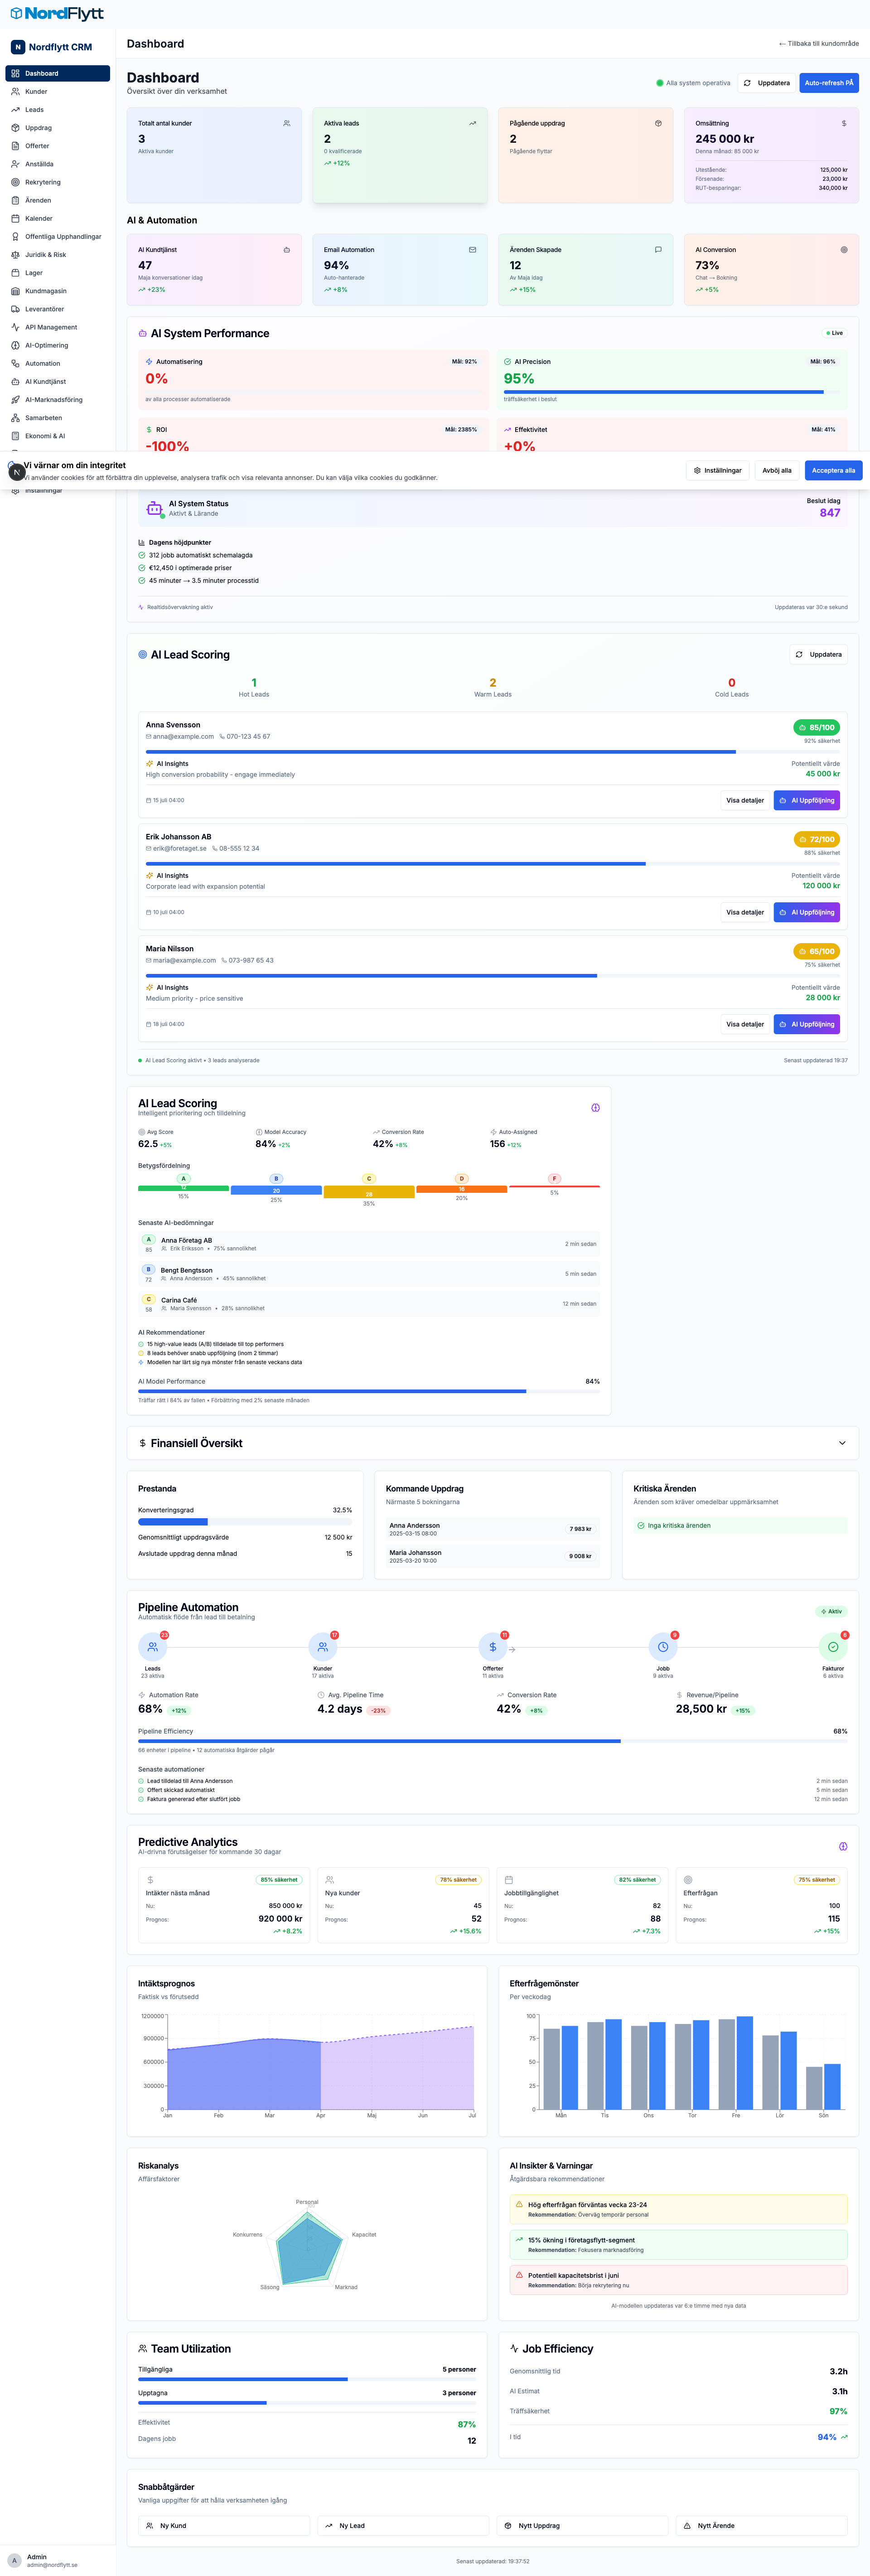 NordFlytt
N Nordflytt CRM
Dashboard
Kunder
Leads
Uppdrag
Offerter
Anställda
Rekrytering
Ärenden
Kalender
Offentliga Upphandlingar
Juridik & Risk
Lager
Kundmagasin
Leverantörer
API Management
AI-Optimering
Automation
AI Kundtjänst
AI-Marknadsföring
Samarbeten
Ekonomi & AI
Inställningar
A Admin
admin@nordflytt.se
Dashboard
← Tillbaka till kundområde
Dashboard
Översikt över din verksamhet
Alla system operativa
Uppdatera
Auto-refresh PÅ
Totalt antal kunder
3
Aktiva kunder
Aktiva leads
2
0 kvalificerade
+12%
Pågående uppdrag
2
Pågående flyttar
Omsättning
245 000 kr
Denna månad: 85 000 kr
Utestående: 125,000 kr
Försenade: 23,000 kr
RUT-besparingar: 340,000 kr
AI & Automation
AI Kundtjänst
47
Maja konversationer idag
+23%
Email Automation
94%
Auto-hanterade
+8%
Ärenden Skapade
12
Av Maja idag
+15%
AI Conversion
73%
Chat → Bokning
+5%
AI System Performance
Live
Automatisering Mål: 92%
0%
av alla processer automatiserade
AI Precision Mål: 96%
95%
träffsäkerhet i beslut
ROI Mål: 2385%
-100%
Effektivitet Mål: 41%
+0%
N
Vi värnar om din integritet
Vi använder cookies för att förbättra din upplevelse, analysera trafik och visa relevanta annonser. Du kan välja vilka cookies du godkänner.
Inställningar
Avböj alla
Acceptera alla
AI System Status
Aktivt & Lärande
Beslut idag
847
Dagens höjdpunkter
312 jobb automatiskt schemalagda
€12,450 i optimerade priser
45 minuter → 3.5 minuter processtid
Realtidsövervakning aktiv
Uppdateras var 30:e sekund
AI Lead Scoring
Uppdatera
1
Hot Leads
2
Warm Leads
0
Cold Leads
Anna Svensson
anna@example.com 070-123 45 67
85/100
92% säkerhet
AI Insights
High conversion probability - engage immediately
Potentiellt värde
45 000 kr
15 juli 04:00
Visa detaljer
AI Uppföljning
Erik Johansson AB
erik@foretaget.se 08-555 12 34
72/100
88% säkerhet
AI Insights
Corporate lead with expansion potential
Potentiellt värde
120 000 kr
10 juli 04:00
Visa detaljer
AI Uppföljning
Maria Nilsson
maria@example.com 073-987 65 43
65/100
75% säkerhet
AI Insights
Medium priority - price sensitive
Potentiellt värde
28 000 kr
18 juli 04:00
Visa detaljer
AI Uppföljning
AI Lead Scoring aktivt • 3 leads analyserade
Senast uppdaterad 19:37
AI Lead Scoring
Intelligent prioritering och tilldelning
Avg Score
62.5 +5%
Model Accuracy
84% +2%
Conversion Rate
42% +8%
Auto-Assigned
156 +12%
Betygsfördelning
A B C D F
12 20 28 16
15% 25% 35% 20% 5%
Senaste AI-bedömningar
A Anna Företag AB
85 Erik Eriksson • 75% sannolikhet
2 min sedan
B Bengt Bengtsson
72 Anna Andersson • 45% sannolikhet
5 min sedan
C Carina Café
58 Maria Svensson • 28% sannolikhet
12 min sedan
AI Rekommendationer
15 high-value leads (A/B) tilldelade till top performers
8 leads behöver snabb uppföljning (inom 2 timmar)
Modellen har lärt sig nya mönster från senaste veckans data
AI Model Performance 84%
Träffar rätt i 84% av fallen • Förbättring med 2% senaste månaden
Finansiell Översikt
Prestanda
Konverteringsgrad 32.5%
Genomsnittligt uppdragsvärde 12 500 kr
Avslutade uppdrag denna månad 15
Kommande Uppdrag
Närmaste 5 bokningarna
Anna Andersson
2025-03-15 08:00
7 983 kr
Maria Johansson
2025-03-20 10:00
9 008 kr
Kritiska Ärenden
Ärenden som kräver omedelbar uppmärksamhet
Inga kritiska ärenden
Pipeline Automation
Automatisk flöde från lead till betalning
Aktiv
23
Leads
23 aktiva
17
Kunder
17 aktiva
11
Offerter
11 aktiva
9
Jobb
9 aktiva
6
Fakturor
6 aktiva
Automation Rate
68% +12%
Avg. Pipeline Time
4.2 days -23%
Conversion Rate
42% +8%
Revenue/Pipeline
28,500 kr +15%
Pipeline Efficiency 68%
66 enheter i pipeline • 12 automatiska åtgärder pågår
Senaste automationer
Lead tilldelad till Anna Andersson 2 min sedan
Offert skickad automatiskt 5 min sedan
Faktura genererad efter slutfört jobb 12 min sedan
Predictive Analytics
AI-drivna förutsägelser för kommande 30 dagar
85% säkerhet
Intäkter nästa månad
Nu: 850 000 kr
Prognos: 920 000 kr
+8.2%
78% säkerhet
Nya kunder
Nu: 45
Prognos: 52
+15.6%
82% säkerhet
Jobbtillgänglighet
Nu: 82
Prognos: 88
+7.3%
75% säkerhet
Efterfrågan
Nu: 100
Prognos: 115
+15%
Intäktsprognos
Faktisk vs förutsedd
1200000
900000
600000
300000
0
Jan Feb Mar Apr Maj Jun Jul
Efterfrågemönster
Per veckodag
100
75
50
25
0
Mån Tis Ons Tor Fre Lör Sön
Riskanalys
Affärsfaktorer
Personal
Kapacitet
Marknad
Säsong
Konkurrens
AI Insikter & Varningar
Åtgärdsbara rekommendationer
Hög efterfrågan förväntas vecka 23-24
Rekommendation: Överväg temporär personal
15% ökning i företagsflytt-segment
Rekommendation: Fokusera marknadsföring
Potentiell kapacitetsbrist i juni
Rekommendation: Börja rekrytering nu
AI-modellen uppdateras var 6:e timme med nya data
Team Utilization
Tillgängliga 5 personer
Upptagna 3 personer
Effektivitet 87%
Dagens jobb 12
Job Efficiency
Genomsnittlig tid 3.2h
AI Estimat 3.1h
Träffsäkerhet 97%
I tid 94%
Snabbåtgärder
Vanliga uppgifter för att hålla verksamheten igång
Ny Kund
Ny Lead
Nytt Uppdrag
Nytt Ärende
Senast uppdaterad: 19:37:52